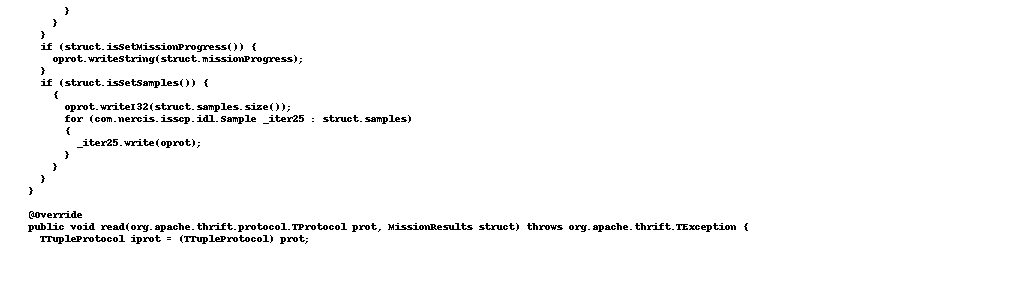 }
    }
  }
  if (struct.isSetMissionProgress()) {
    oprot.writeString(struct.missionProgress);
  }
  if (struct.isSetSamples()) {
    {
      oprot.writeI32(struct.samples.size());
      for (com.nercis.isscp.idl.Sample _iter25 : struct.samples)
      {
        _iter25.write(oprot);
      }
    }
  }
}

@Override
public void read(org.apache.thrift.protocol.TProtocol prot, MissionResults struct) throws org.apache.thrift.TException {
  TTupleProtocol iprot = (TTupleProtocol) prot;